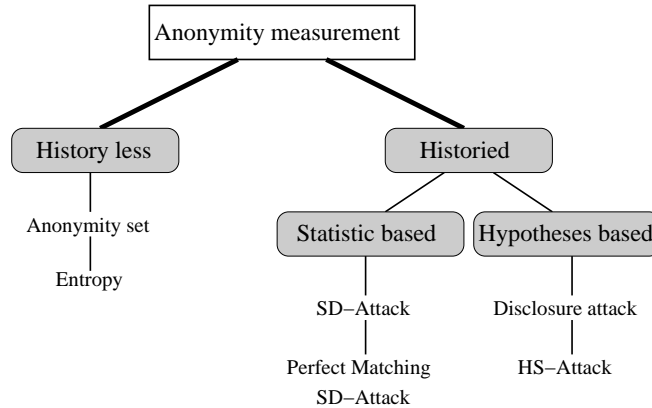 Anonymity measurement
History less
Historied
Anonymity set
Statistic based
Hypotheses based
Entropy
SD−Attack
Disclosure attack
Perfect Matching
SD−Attack
HS−Attack